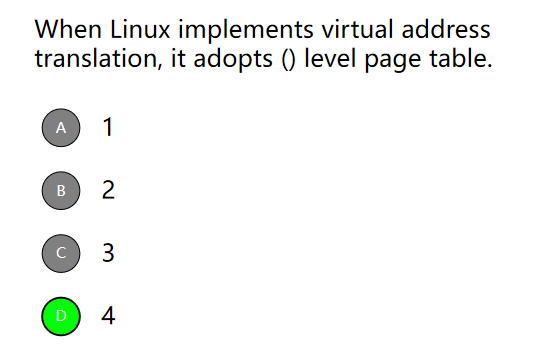 When Linux implements virtual address
translation, it adopts () level page table.
A 1
B 2
C 3
D 4